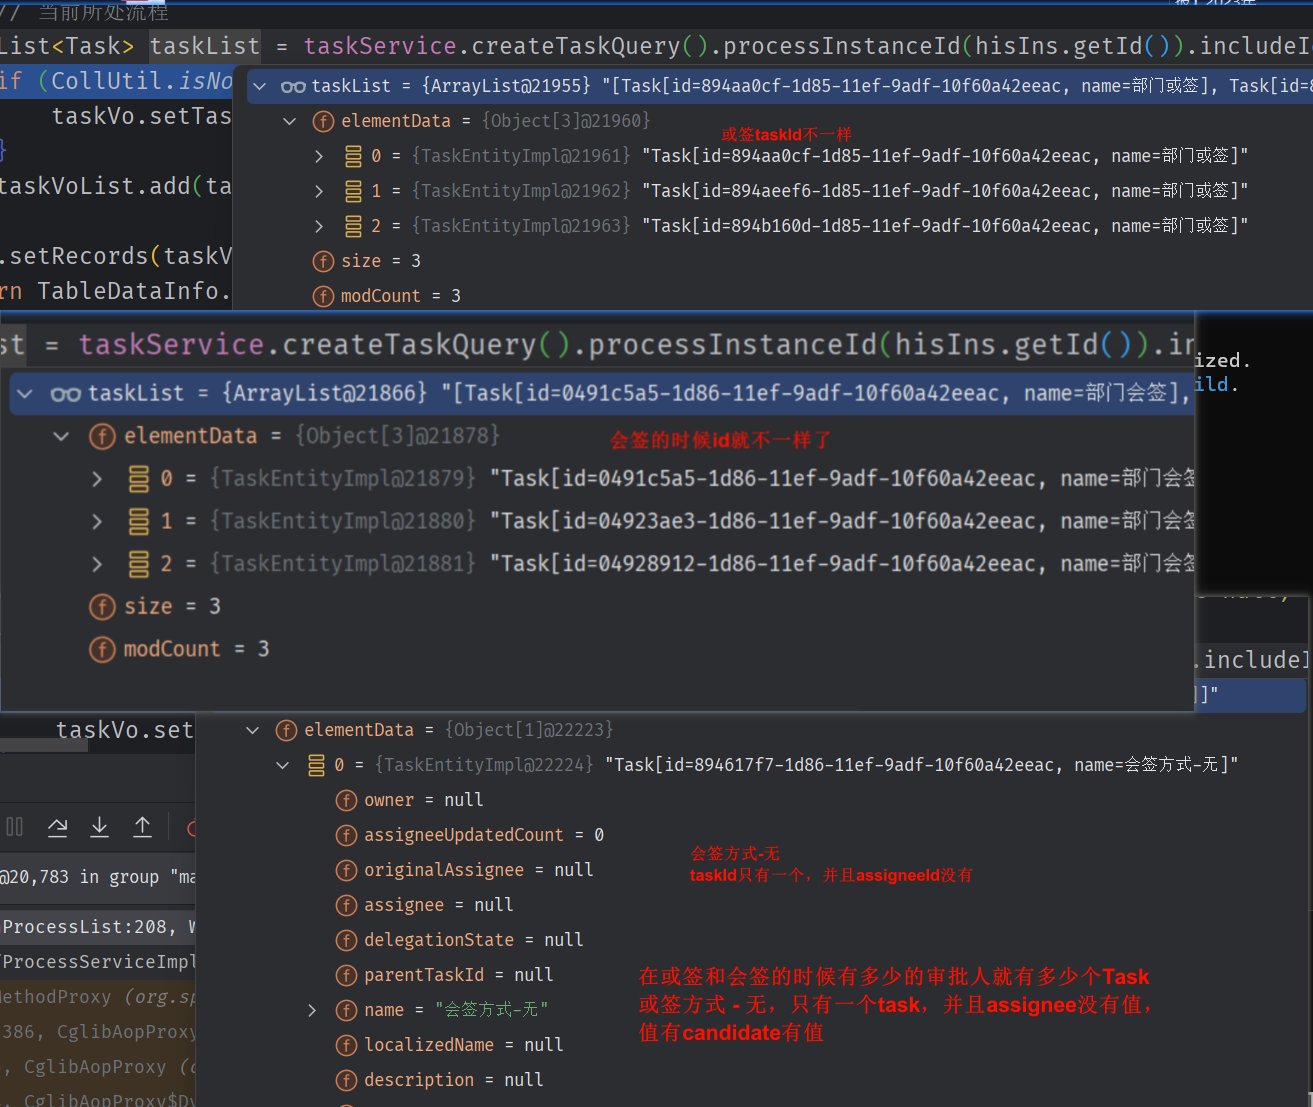 // 当前所处流程
List<Task> taskList = taskService.createTaskQuery().processInstanceId(hisIns.getId()).includeI
if (CollUtil.isNo
taskList = {ArrayList@21955} "[Task[id=894aa0cf-1d85-11ef-9adf-10f60a42eeac, name=部门或签], Task[id=8
taskVo.setTas
elementData = {Object[3]@21960}
或签taskId不一样
}
0 = {TaskEntityImpl@21961} "Task[id=894aa0cf-1d85-11ef-9adf-10f60a42eeac, name=部门或签]"
taskVoList.add(ta
1 = {TaskEntityImpl@21962} "Task[id=894aeef6-1d85-11ef-9adf-10f60a42eeac, name=部门或签]"
2 = {TaskEntityImpl@21963} "Task[id=894b160d-1d85-11ef-9adf-10f60a42eeac, name=部门或签]"
.setRecords(taskV
size = 3
rn TableDataInfo.
modCount = 3
st = taskService.createTaskQuery().processInstanceId(hisIns.getId()).in
ized.
ild.
taskList = {ArrayList@21866} "[Task[id=0491c5a5-1d86-11ef-9adf-10f60a42eeac, name=部门会签],
elementData = {Object[3]@21878}
会签的时候id就不一样了
0 = {TaskEntityImpl@21879} "Task[id=0491c5a5-1d86-11ef-9adf-10f60a42eeac, name=部门会签
1 = {TaskEntityImpl@21880} "Task[id=04923ae3-1d86-11ef-9adf-10f60a42eeac, name=部门会签
2 = {TaskEntityImpl@21881} "Task[id=04928912-1d86-11ef-9adf-10f60a42eeac, name=部门会签
size = 3
modCount = 3
.includeI
]]"
taskVo.set
elementData = {Object[1]@22223}
0 = {TaskEntityImpl@22224} "Task[id=894617f7-1d86-11ef-9adf-10f60a42eeac, name=会签方式-无]"
owner = null
assigneeUpdatedCount = 0
会签方式-无
originalAssignee = null
taskId只有一个，并且assigneeId没有
@20,783 in group "ma
assignee = null
ProcessList:208, W
delegationState = null
ProcessServiceImpl
parentTaskId = null
在或签和会签的时候有多少的审批人就有多少个Task
MethodProxy (org.sp
name = "会签方式-无"
或签方式 - 无，只有一个task，并且assignee没有值，
386, CglibAopProxy
localizedName = null
值有candidate有值
, CglibAopProxy (o
description = null
, CglibAopProxy$Dy